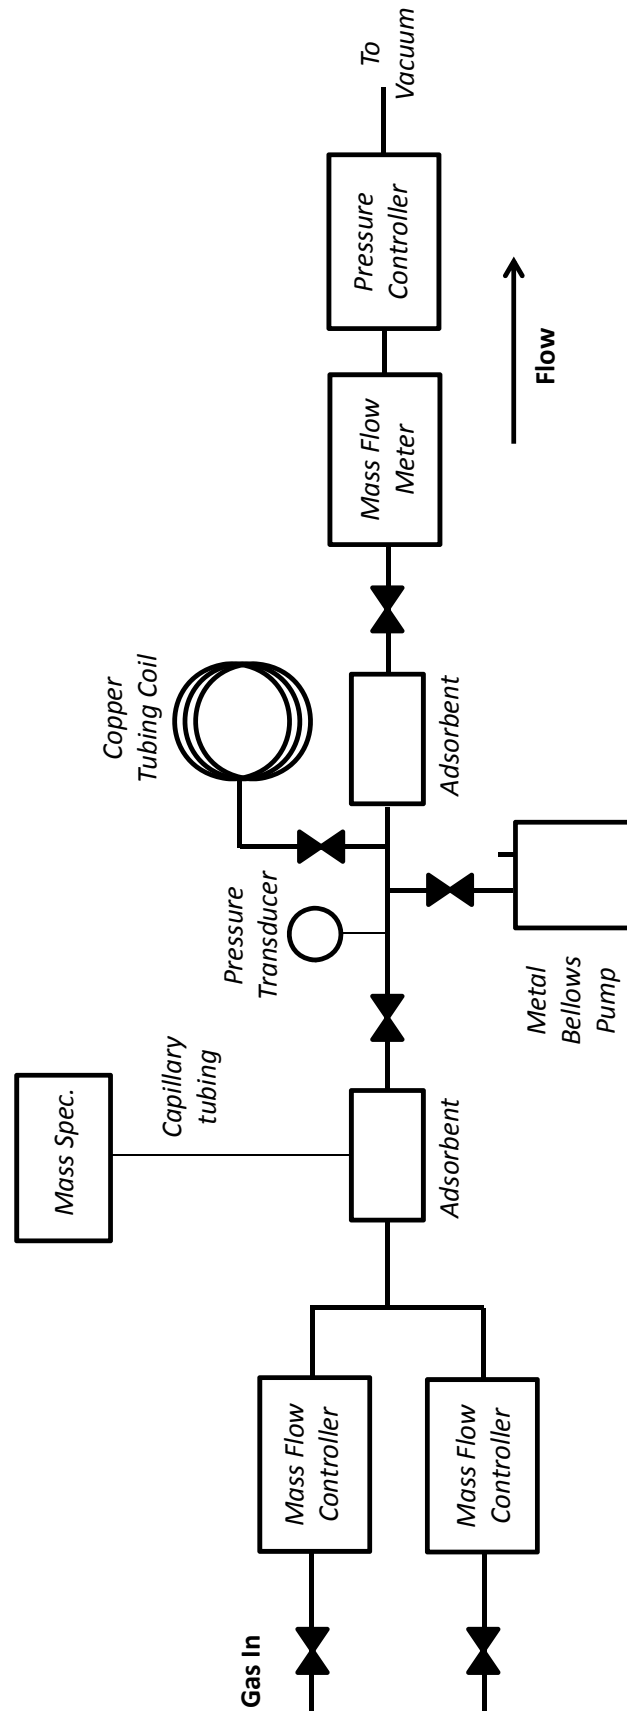 Gas In
Mass Flow
Controller
Mass Flow
Controller
Mass Spec.
Capillary
tubing
Adsorbent
Pressure
Transducer
Metal
Bellows
Pump
Copper
Tubing Coil
Adsorbent
Mass Flow
Meter
Pressure
Controller
To
Vacuum
Flow